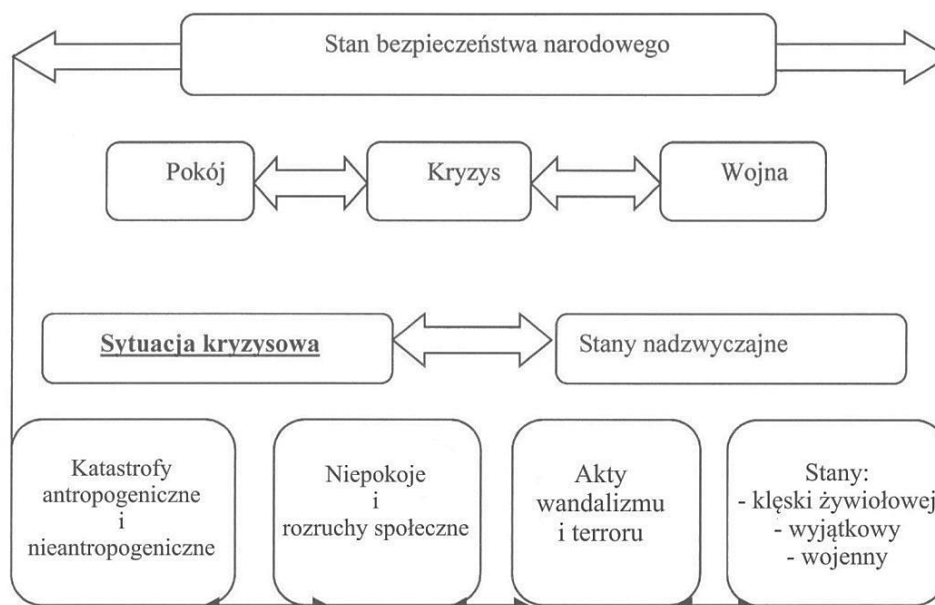 Stan bezpieczeństwa narodowego
Pokój
Kryzys
Wojna
Sytuacja kryzysowa
Stany nadzwyczajne
Katastrofy
antropogeniczne
i
nieantropogeniczne
Niepokoje
i
rozruchy społeczne
Akty
wandalizmu
i terroru
Stany:
- klęski żywiołowej
- wyjątkowy
- wojenny